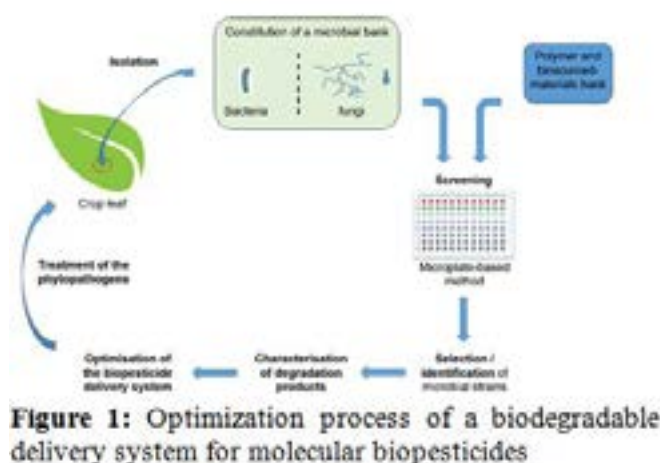 Constitution of a microbial bank
Isolation
Bacteria
fungi
Polymer and
materials bank
Crop leaf
Screening
Microplate-based
method
Treatment of the
phytopathogens
Optimisation of
the biopesticide
delivery system
Characterisation
of degradation
products
Selection /
identification of
microbial strains
Figure 1: Optimization process of a biodegradable
delivery system for molecular biopesticides